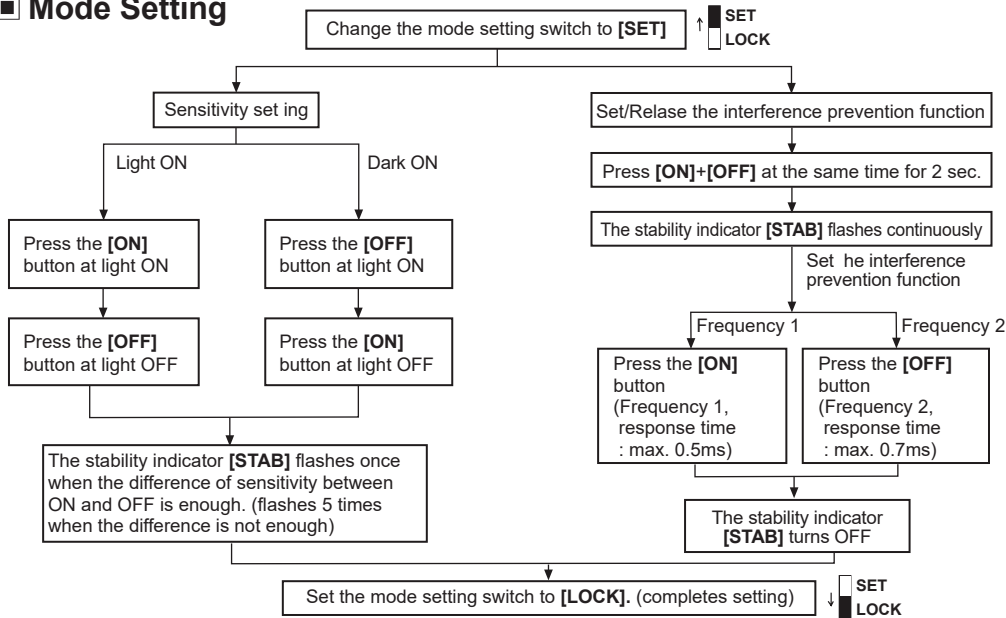 Mode Setting
Change the mode setting switch to [SET]
↑
SET
LOCK
Sensitivity set ing
Light ON
Dark ON
Press the [ON]
button at light ON
Press the [OFF]
button at light ON
Press the [OFF]
button at light OFF
Press the [ON]
button at light OFF
The stability indicator [STAB] flashes once
when the difference of sensitivity between
ON and OFF is enough. (flashes 5 times
when the difference is not enough)
Set/Relase the interference prevention function
Press [ON]+[OFF] at the same time for 2 sec.
The stability indicator [STAB] flashes continuously
Set he interference
prevention function
Frequency 1
Frequency 2
Press the [ON]
button
(Frequency 1,
response time
: max. 0.5ms)
Press the [OFF]
button
(Frequency 2,
response time
: max. 0.7ms)
The stability indicator
[STAB] turns OFF
Set the mode setting switch to [LOCK]. (completes setting)
↓
SET
LOCK